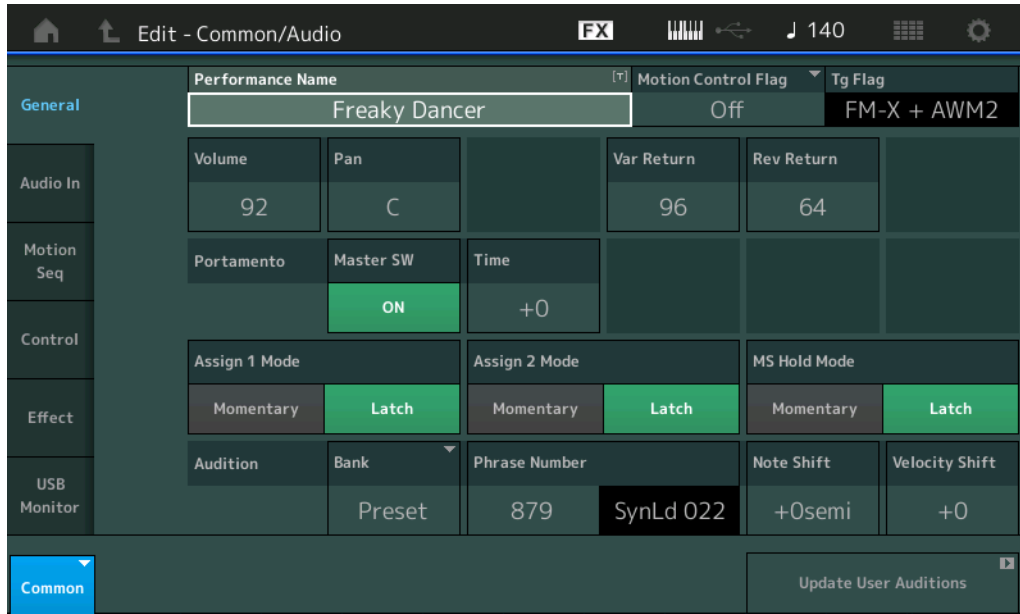 Edit - Common/Audio FX ♩ 140
General
Performance Name [T] Motion Control Flag Tg Flag
Freaky Dancer Off FM-X + AWM2
Audio In
Volume Pan Var Return Rev Return
92 C 96 64
Motion
Seq
Portamento Master SW Time
ON +0
Control
Assign 1 Mode Assign 2 Mode MS Hold Mode
Momentary Latch Momentary Latch Momentary Latch
Effect
Audition Bank Phrase Number Note Shift Velocity Shift
USB
Monitor
Preset 879 SynLd 022 +0semi +0
Common Update User Auditions